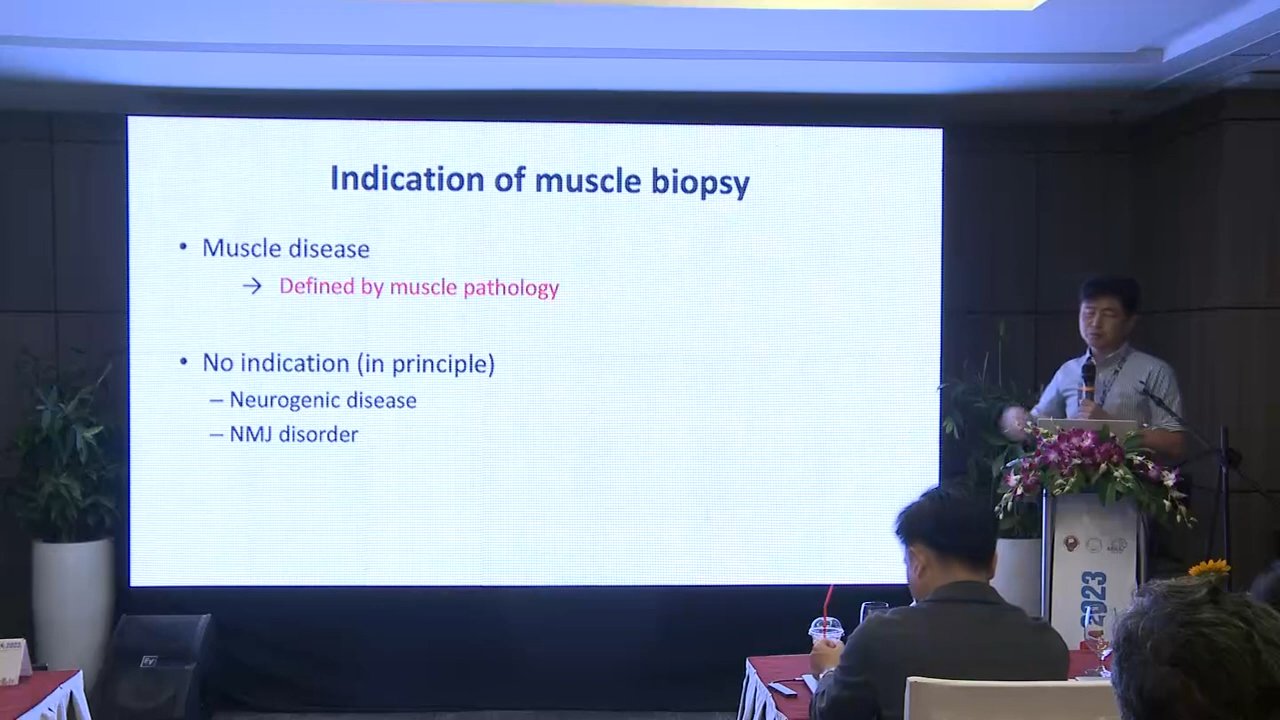 Indication of muscle biopsy
• Muscle disease
→ Defined by muscle pathology
• No indication (in principle)
– Neurogenic disease
– NMJ disorder
2023